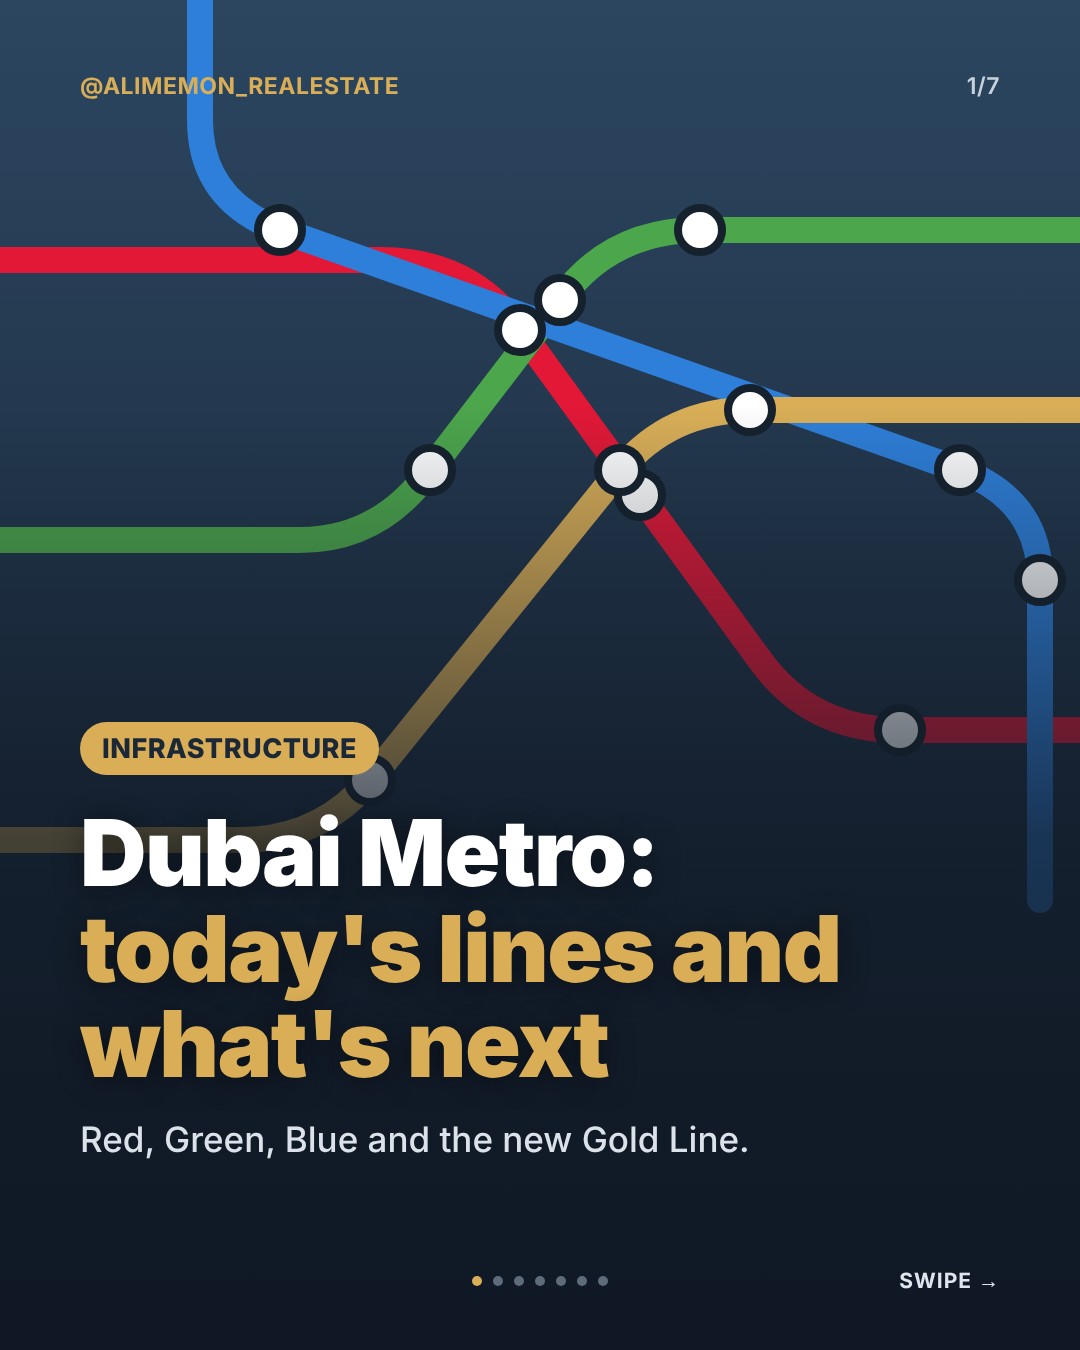 @ALIMEMON_REALESTATE
1/7
INFRASTRUCTURE
Dubai Metro:
today's lines and
what's next
Red, Green, Blue and the new Gold Line.
SWIPE →